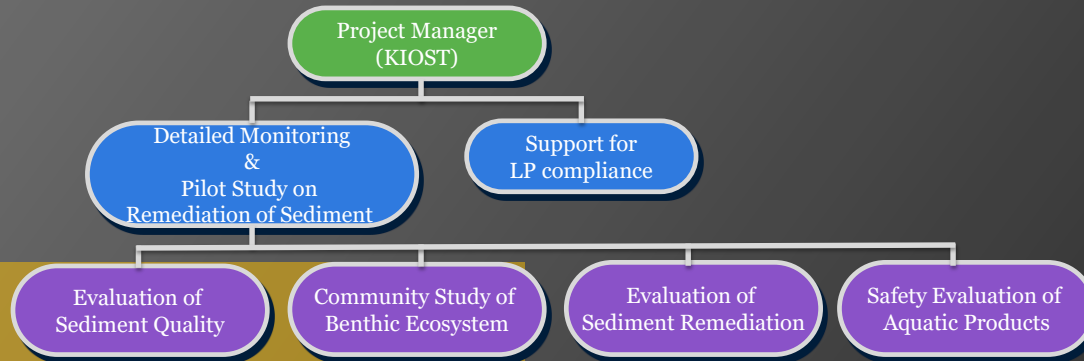 Project Manager
(KIOST)
Detailed Monitoring
&
Pilot Study on
Remediation of Sediment
Support for
LP compliance
Evaluation of
Sediment Quality
Community Study of
Benthic Ecosystem
Evaluation of
Sediment Remediation
Safety Evaluation of
Aquatic Products